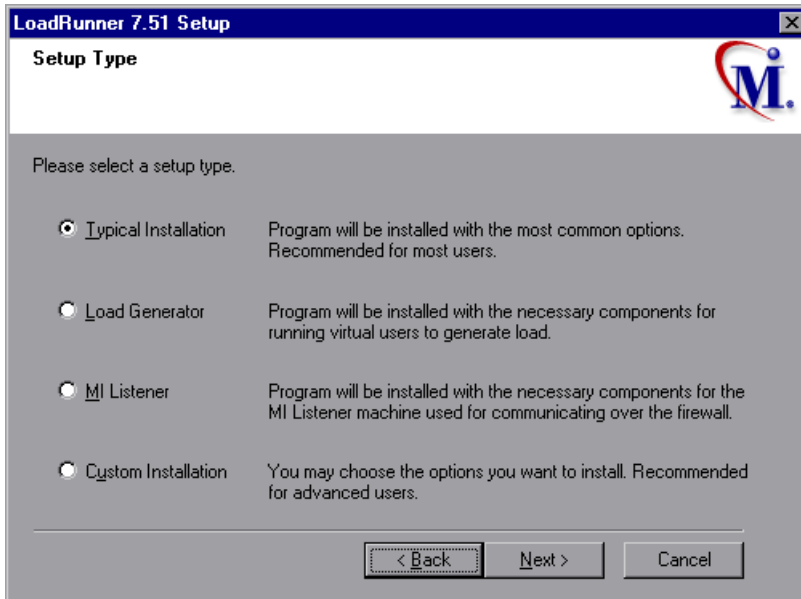 LoadRunner 7.51 Setup
Setup Type
M.
Please select a setup type.
Typical Installation
Program will be installed with the most common options.
Recommended for most users.
Load Generator
Program will be installed with the necessary components for
running virtual users to generate load.
MI Listener
Program will be installed with the necessary components for the
MI Listener machine used for communicating over the firewall.
Custom Installation
You may choose the options you want to install. Recommended
for advanced users.
< Back
Next >
Cancel